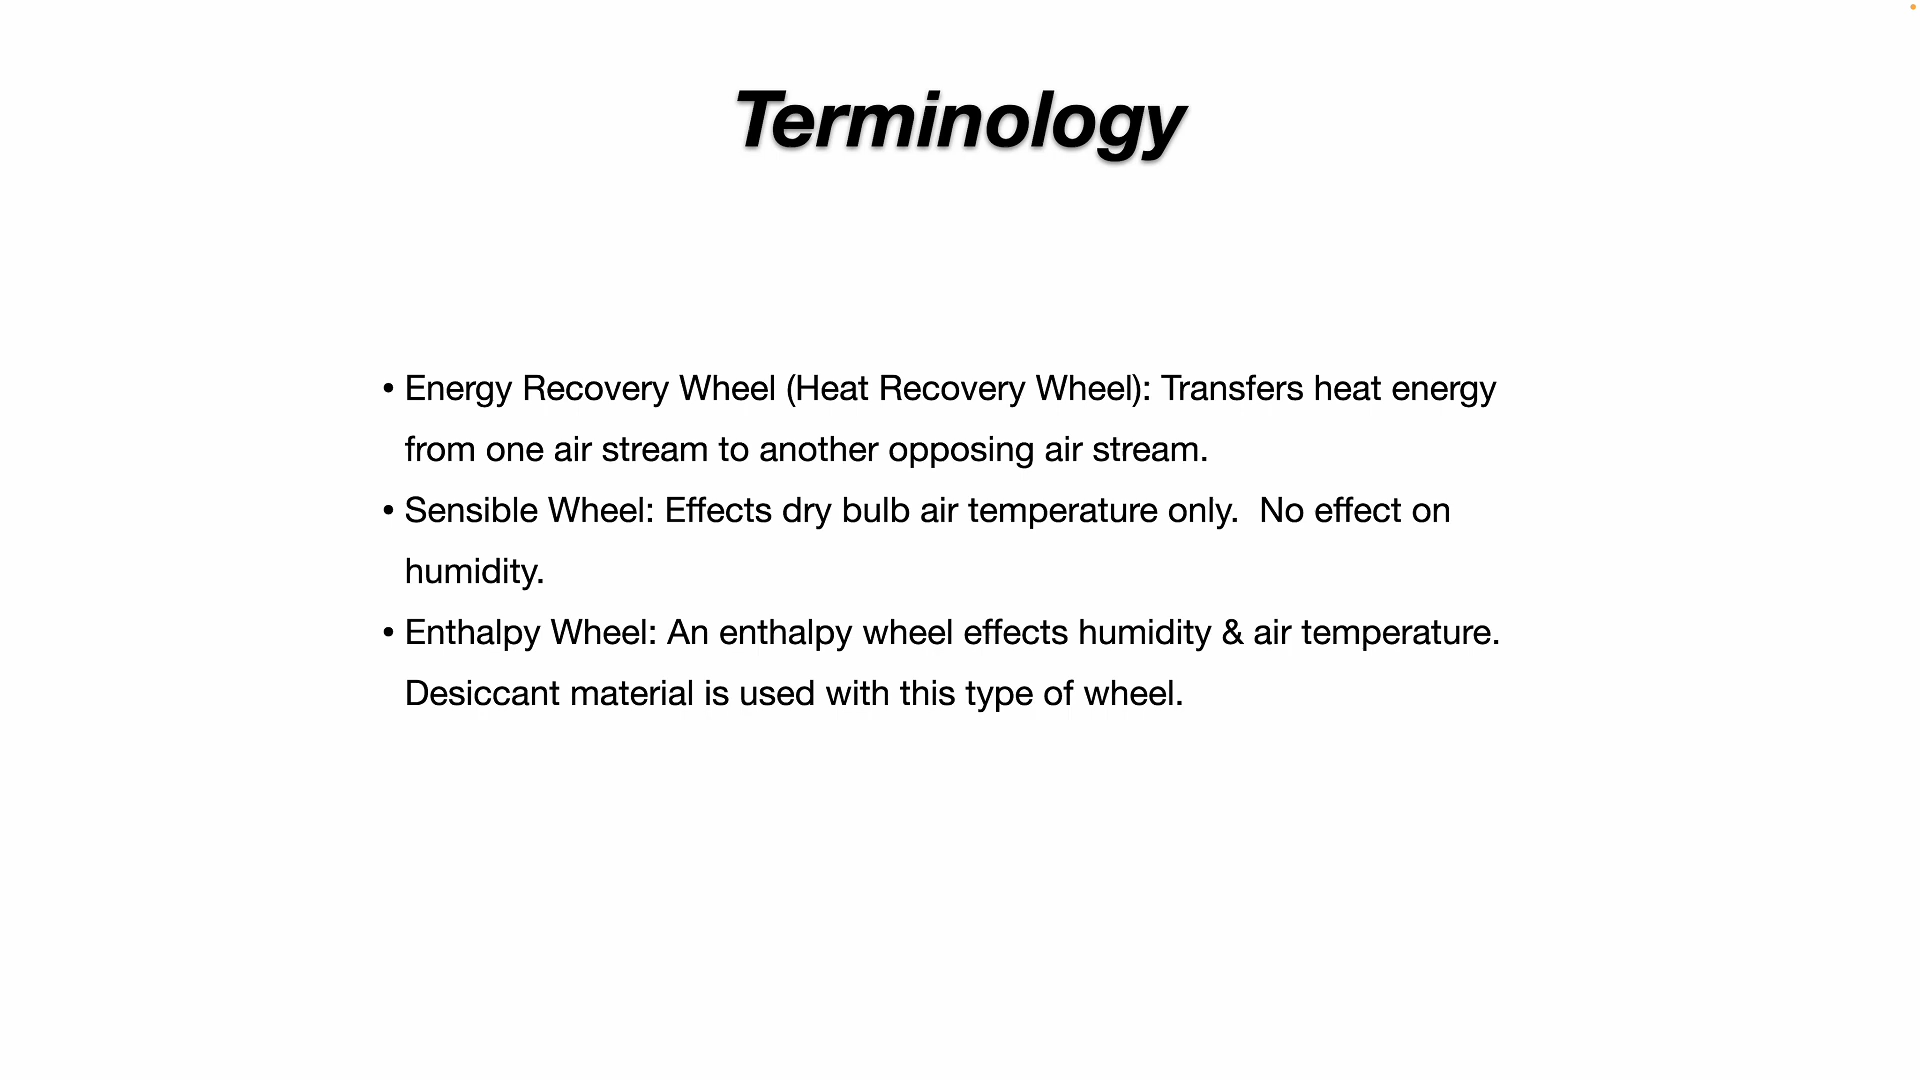 Terminology
• Energy Recovery Wheel (Heat Recovery Wheel): Transfers heat energy
from one air stream to another opposing air stream.
• Sensible Wheel: Effects dry bulb air temperature only.  No effect on
humidity.
• Enthalpy Wheel: An enthalpy wheel effects humidity & air temperature.
Desiccant material is used with this type of wheel.